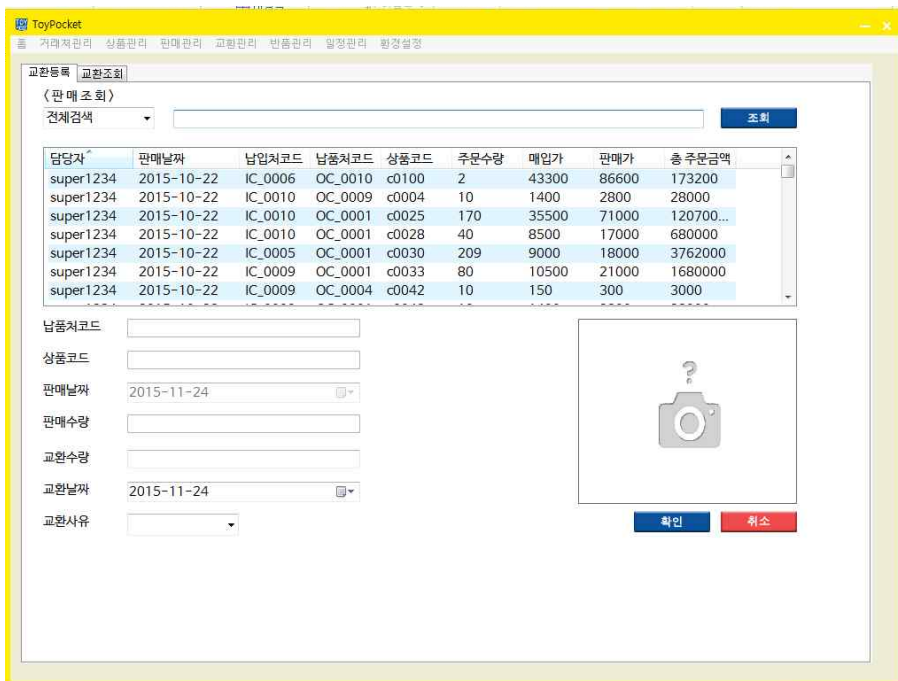 ToyPocket
홈 거래처관리 상품관리 판매관리 교환관리 반품관리 일정관리 환경설정
교환등록 교환조회
〈판매조회〉
전체검색 조회
담당자 판매날짜 납입처코드 납품처코드 상품코드 주문수량 매입가 판매가 총 주문금액
super1234 2015-10-22 IC_0006 OC_0010 c0100 2 43300 86600 173200
super1234 2015-10-22 IC_0010 OC_0009 c0004 10 1400 2800 28000
super1234 2015-10-22 IC_0010 OC_0001 c0025 170 35500 71000 120700...
super1234 2015-10-22 IC_0010 OC_0001 c0028 40 8500 17000 680000
super1234 2015-10-22 IC_0005 OC_0001 c0030 209 9000 18000 3762000
super1234 2015-10-22 IC_0009 OC_0001 c0033 80 10500 21000 1680000
super1234 2015-10-22 IC_0009 OC_0004 c0042 10 150 300 3000
납품처코드
상품코드
판매날짜 2015-11-24
판매수량
교환수량
교환날짜 2015-11-24
교환사유
?
확인 취소